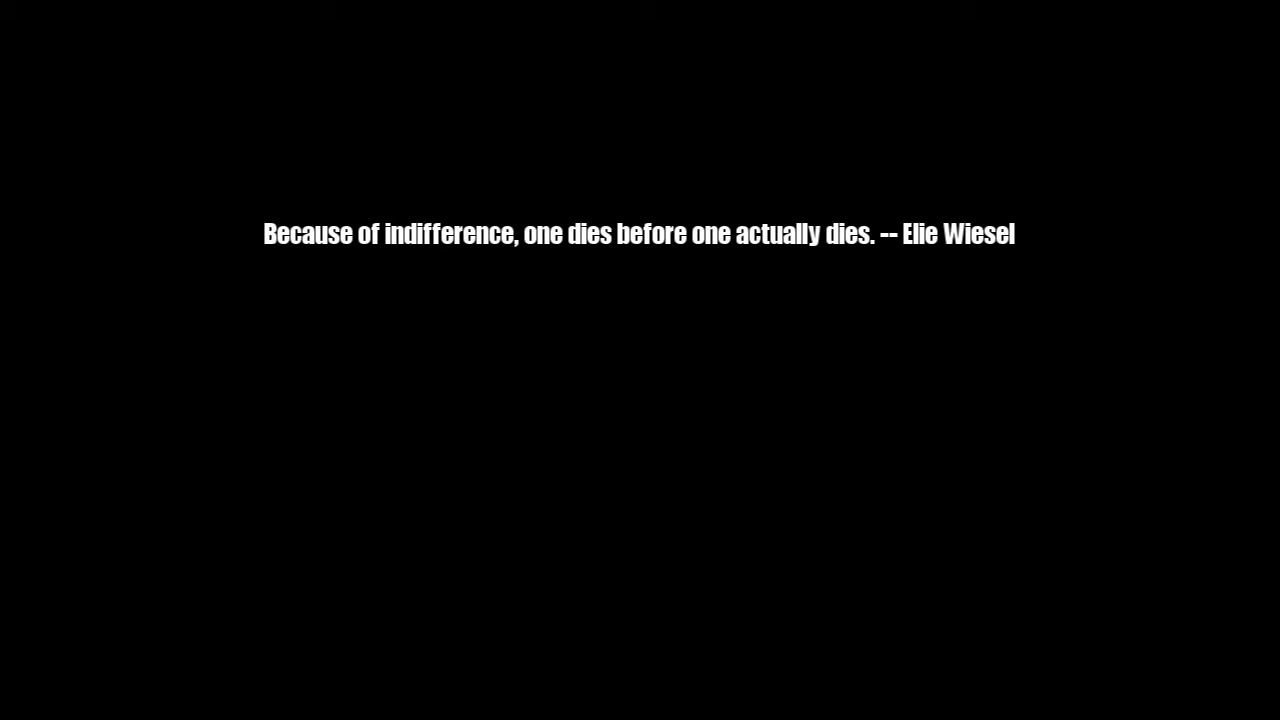 Because of indifference, one dies before one actually dies. -- Elie Wiesel